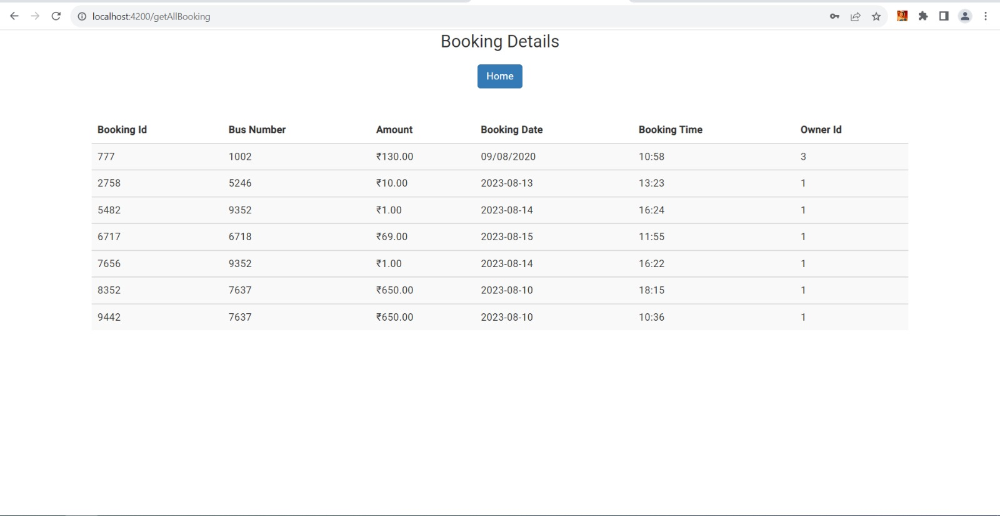 localhost:4200/getAllBooking
Booking Details
Home
Booking Id Bus Number Amount Booking Date Booking Time Owner Id
777 1002 ₹130.00 09/08/2020 10:58 3
2758 5246 ₹10.00 2023-08-13 13:23 1
5482 9352 ₹1.00 2023-08-14 16:24 1
6717 6718 ₹69.00 2023-08-15 11:55 1
7656 9352 ₹1.00 2023-08-14 16:22 1
8352 7637 ₹650.00 2023-08-10 18:15 1
9442 7637 ₹650.00 2023-08-10 10:36 1